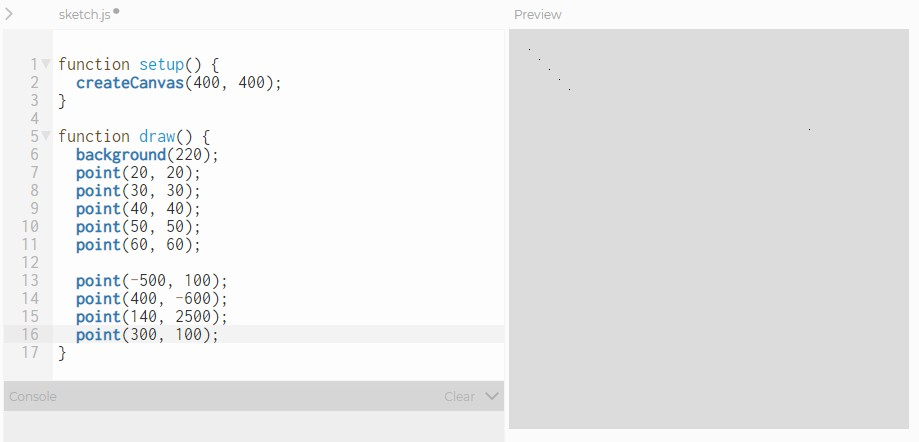 sketch.js
Preview
1 function setup() {
2 createCanvas(400, 400);
3 }
4
5 function draw() {
6 background(220);
7 point(20, 20);
8 point(30, 30);
9 point(40, 40);
10 point(50, 50);
11 point(60, 60);
12
13 point(-500, 100);
14 point(400, -600);
15 point(140, 2500);
16 point(300, 100);
17 }
Console
Clear